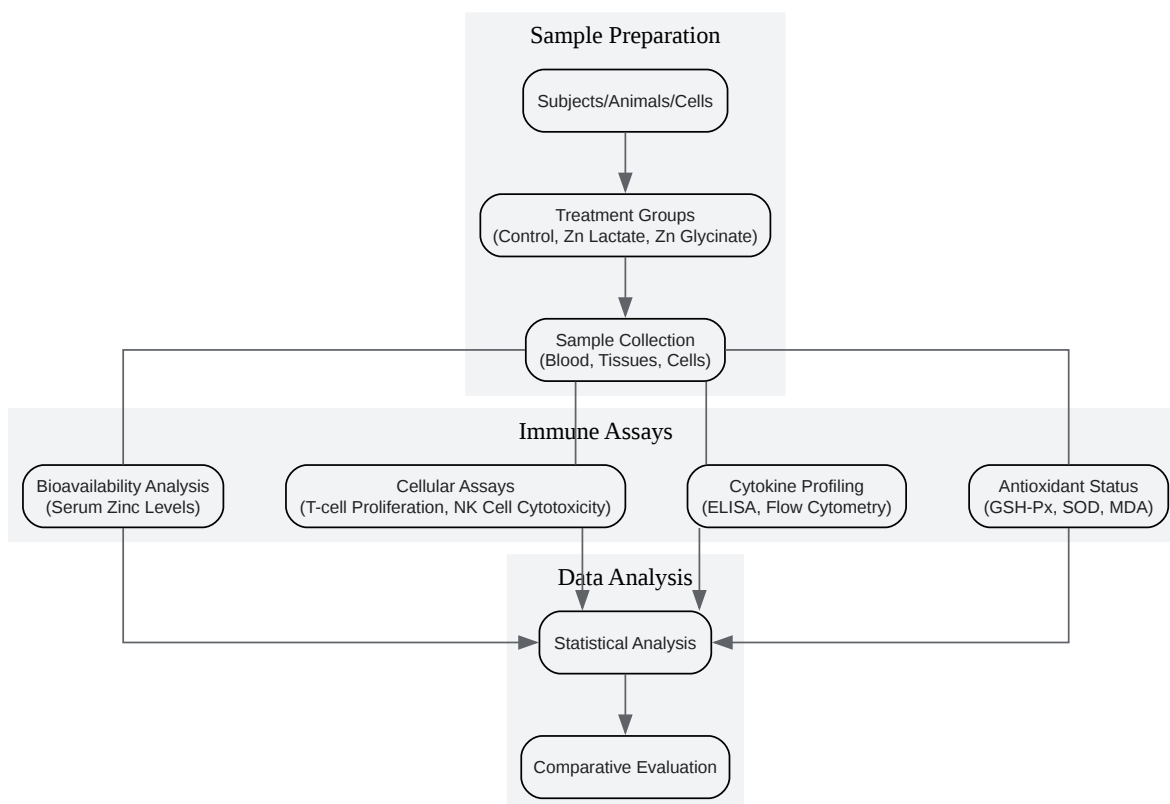 Sample Preparation
Subjects/Animals/Cells
Treatment Groups
(Control, Zn Lactate, Zn Glycinate)
Sample Collection
(Blood, Tissues, Cells)
Immune Assays
Bioavailability Analysis
(Serum Zinc Levels)
Cellular Assays
(T-cell Proliferation, NK Cell Cytotoxicity)
Cytokine Profiling
(ELISA, Flow Cytometry)
Antioxidant Status
(GSH-Px, SOD, MDA)
Data Analysis
Statistical Analysis
Comparative Evaluation